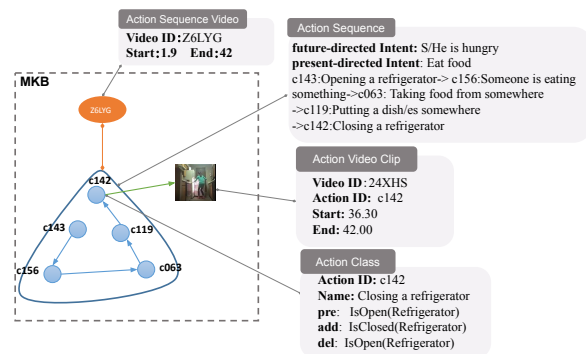 Action Sequence Video
Video ID:Z6LYG
Start:1.9 End:42
Action Sequence
future-directed Intent: S/He is hungry
present-directed Intent: Eat food
c143:Opening a refrigerator-> c156:Someone is eating
something->c063: Taking food from somewhere
->c119:Putting a dish/es somewhere
->c142:Closing a refrigerator
MKB
Z6LYG
c142
c143
c119
c156
c063
Action Video Clip
Video ID:24XHS
Action ID: c142
Start: 36.30
End: 42.00
Action Class
Action ID: c142
Name: Closing a refrigerator
pre: IsOpen(Refrigerator)
add: IsClosed(Refrigerator)
del: IsOpen(Refrigerator)